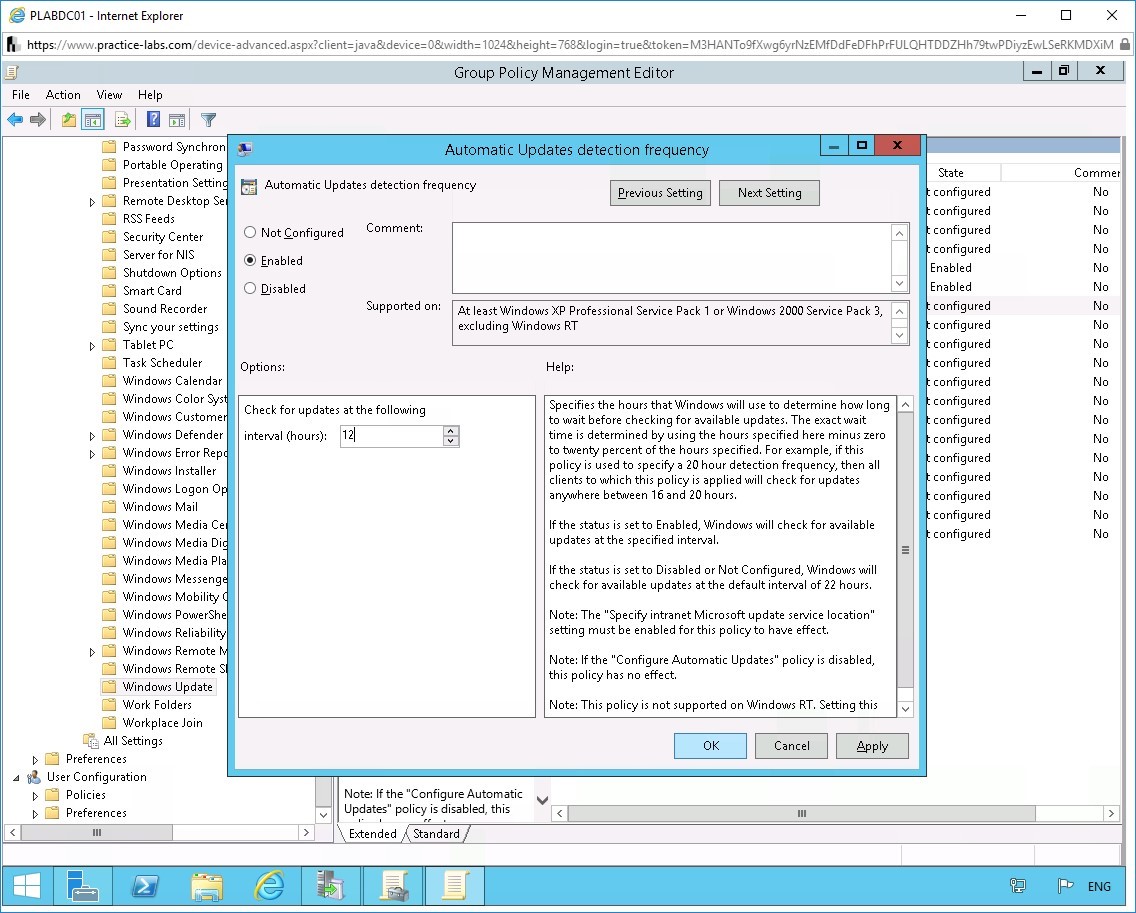 PLABDC01 - Internet Explorer
https://www.practice-labs.com/device-advanced.aspx?client=java&device=0&width=1024&height=768&login=true&token=M3HANTo9fXwg6yrNzEMfDdFeDFhPrFULQHTDDZHh79twPDiyzEwLSeRKMDXiM
Group Policy Management Editor
File Action View Help
Password Synchron
Portable Operating
Presentation Setting
Remote Desktop Se
RSS Feeds
Security Center
Server for NIS
Shutdown Options
Smart Card
Sound Recorder
Sync your settings
Tablet PC
Task Scheduler
Windows Calendar
Windows Color Syst
Windows Customer
Windows Defender
Windows Error Repo
Windows Installer
Windows Logon Op
Windows Mail
Windows Media Cen
Windows Media Dig
Windows Media Pla
Windows Messenge
Windows Mobility C
Windows PowerShe
Windows Reliability
Windows Remote M
Windows Remote Sh
Windows Update
Work Folders
Workplace Join
All Settings
Preferences
User Configuration
Policies
Preferences
Automatic Updates detection frequency
Automatic Updates detection frequency
Previous Setting
Next Setting
Not Configured
Enabled
Disabled
Comment:
Supported on:
At least Windows XP Professional Service Pack 1 or Windows 2000 Service Pack 3,
excluding Windows RT
Options:
Help:
Check for updates at the following
interval (hours): 12
Specifies the hours that Windows will use to determine how long
to wait before checking for available updates. The exact wait
time is determined by using the hours specified here minus zero
to twenty percent of the hours specified. For example, if this
policy is used to specify a 20 hour detection frequency, then all
clients to which this policy is applied will check for updates
anywhere between 16 and 20 hours.
If the status is set to Enabled, Windows will check for available
updates at the specified interval.
If the status is set to Disabled or Not Configured, Windows will
check for available updates at the default interval of 22 hours.
Note: The "Specify intranet Microsoft update service location"
setting must be enabled for this policy to have effect.
Note: If the "Configure Automatic Updates" policy is disabled,
this policy has no effect.
Note: This policy is not supported on Windows RT. Setting this
OK
Cancel
Apply
State Commer
t configured No
t configured No
t configured No
t configured No
Enabled No
Enabled No
t configured No
t configured No
t configured No
t configured No
t configured No
t configured No
t configured No
t configured No
t configured No
t configured No
t configured No
t configured No
t configured No
Note: If the "Configure Automatic
Updates" policy is disabled, this
Extended Standard
ENG